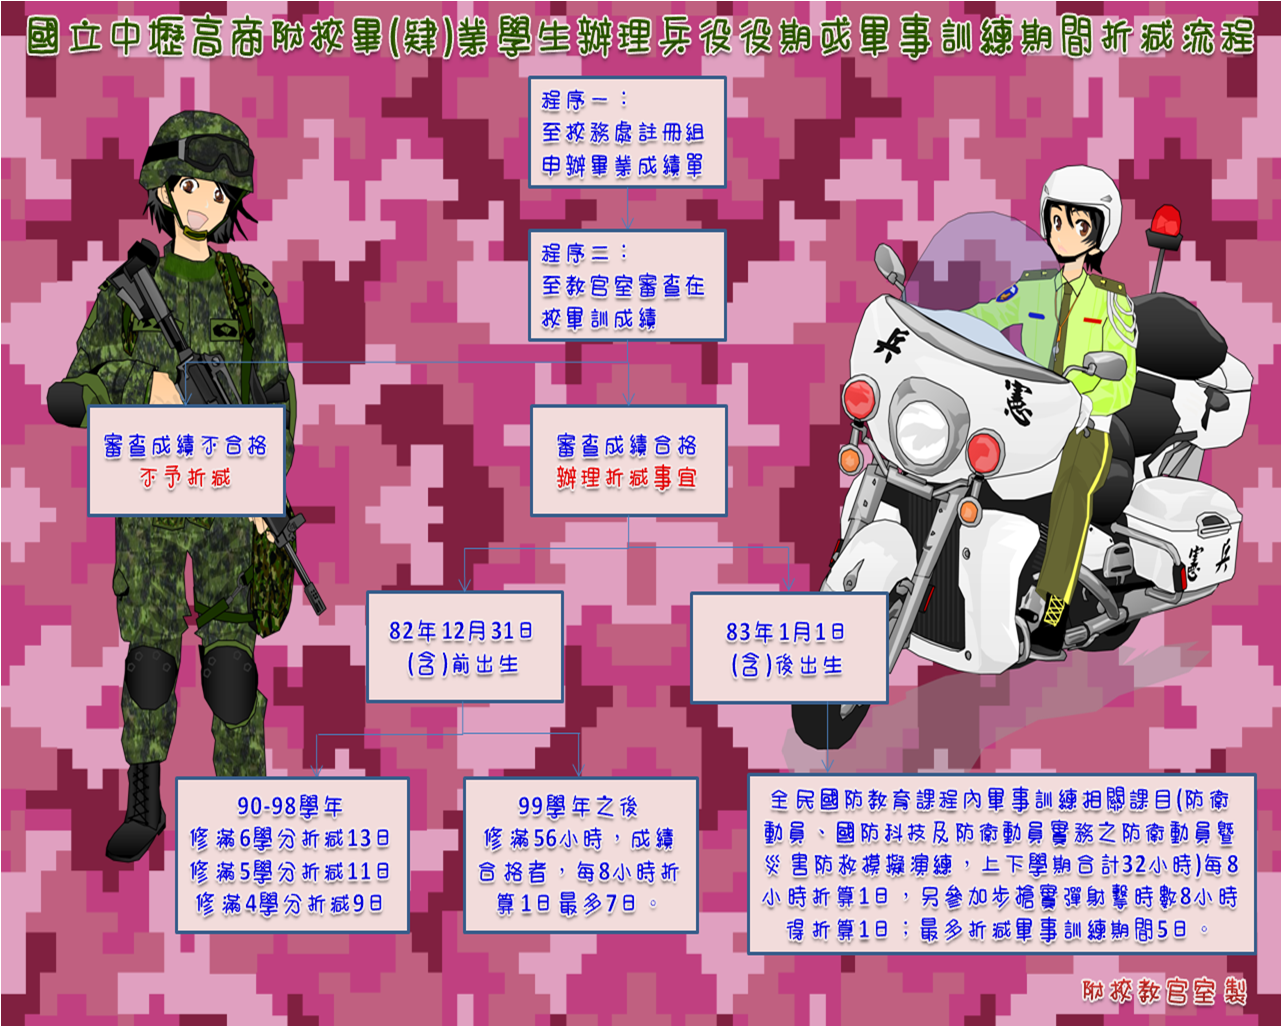 國立中壢高商附校畢(肄)業學生辦理兵役役期或軍事訓練期間折減流程
程序一：
至校務處註冊組
申辦畢業成績單
程序二：
至教官室審查在
校軍訓成績
審查成績不合格
不予折減
審查成績合格
辦理折減事宜
82年12月31日
(含)前出生
83年1月1日
(含)後出生
90-98學年
修滿6學分折減13日
修滿5學分折減11日
修滿4學分折減9日
99學年之後
修滿56小時，成績
合格者，每8小時折
算1日最多7日。
全民國防教育課程內軍事訓練相關課目(防衛
動員、國防科技及防衛動員實務之防衛動員暨
災害防救模擬演練，上下學期合計32小時)每8
小時折算1日，另參加步槍實彈射擊時數8小時
得折算1日；最多折減軍事訓練期間5日。
兵
憲
憲
兵
附校教官室 製